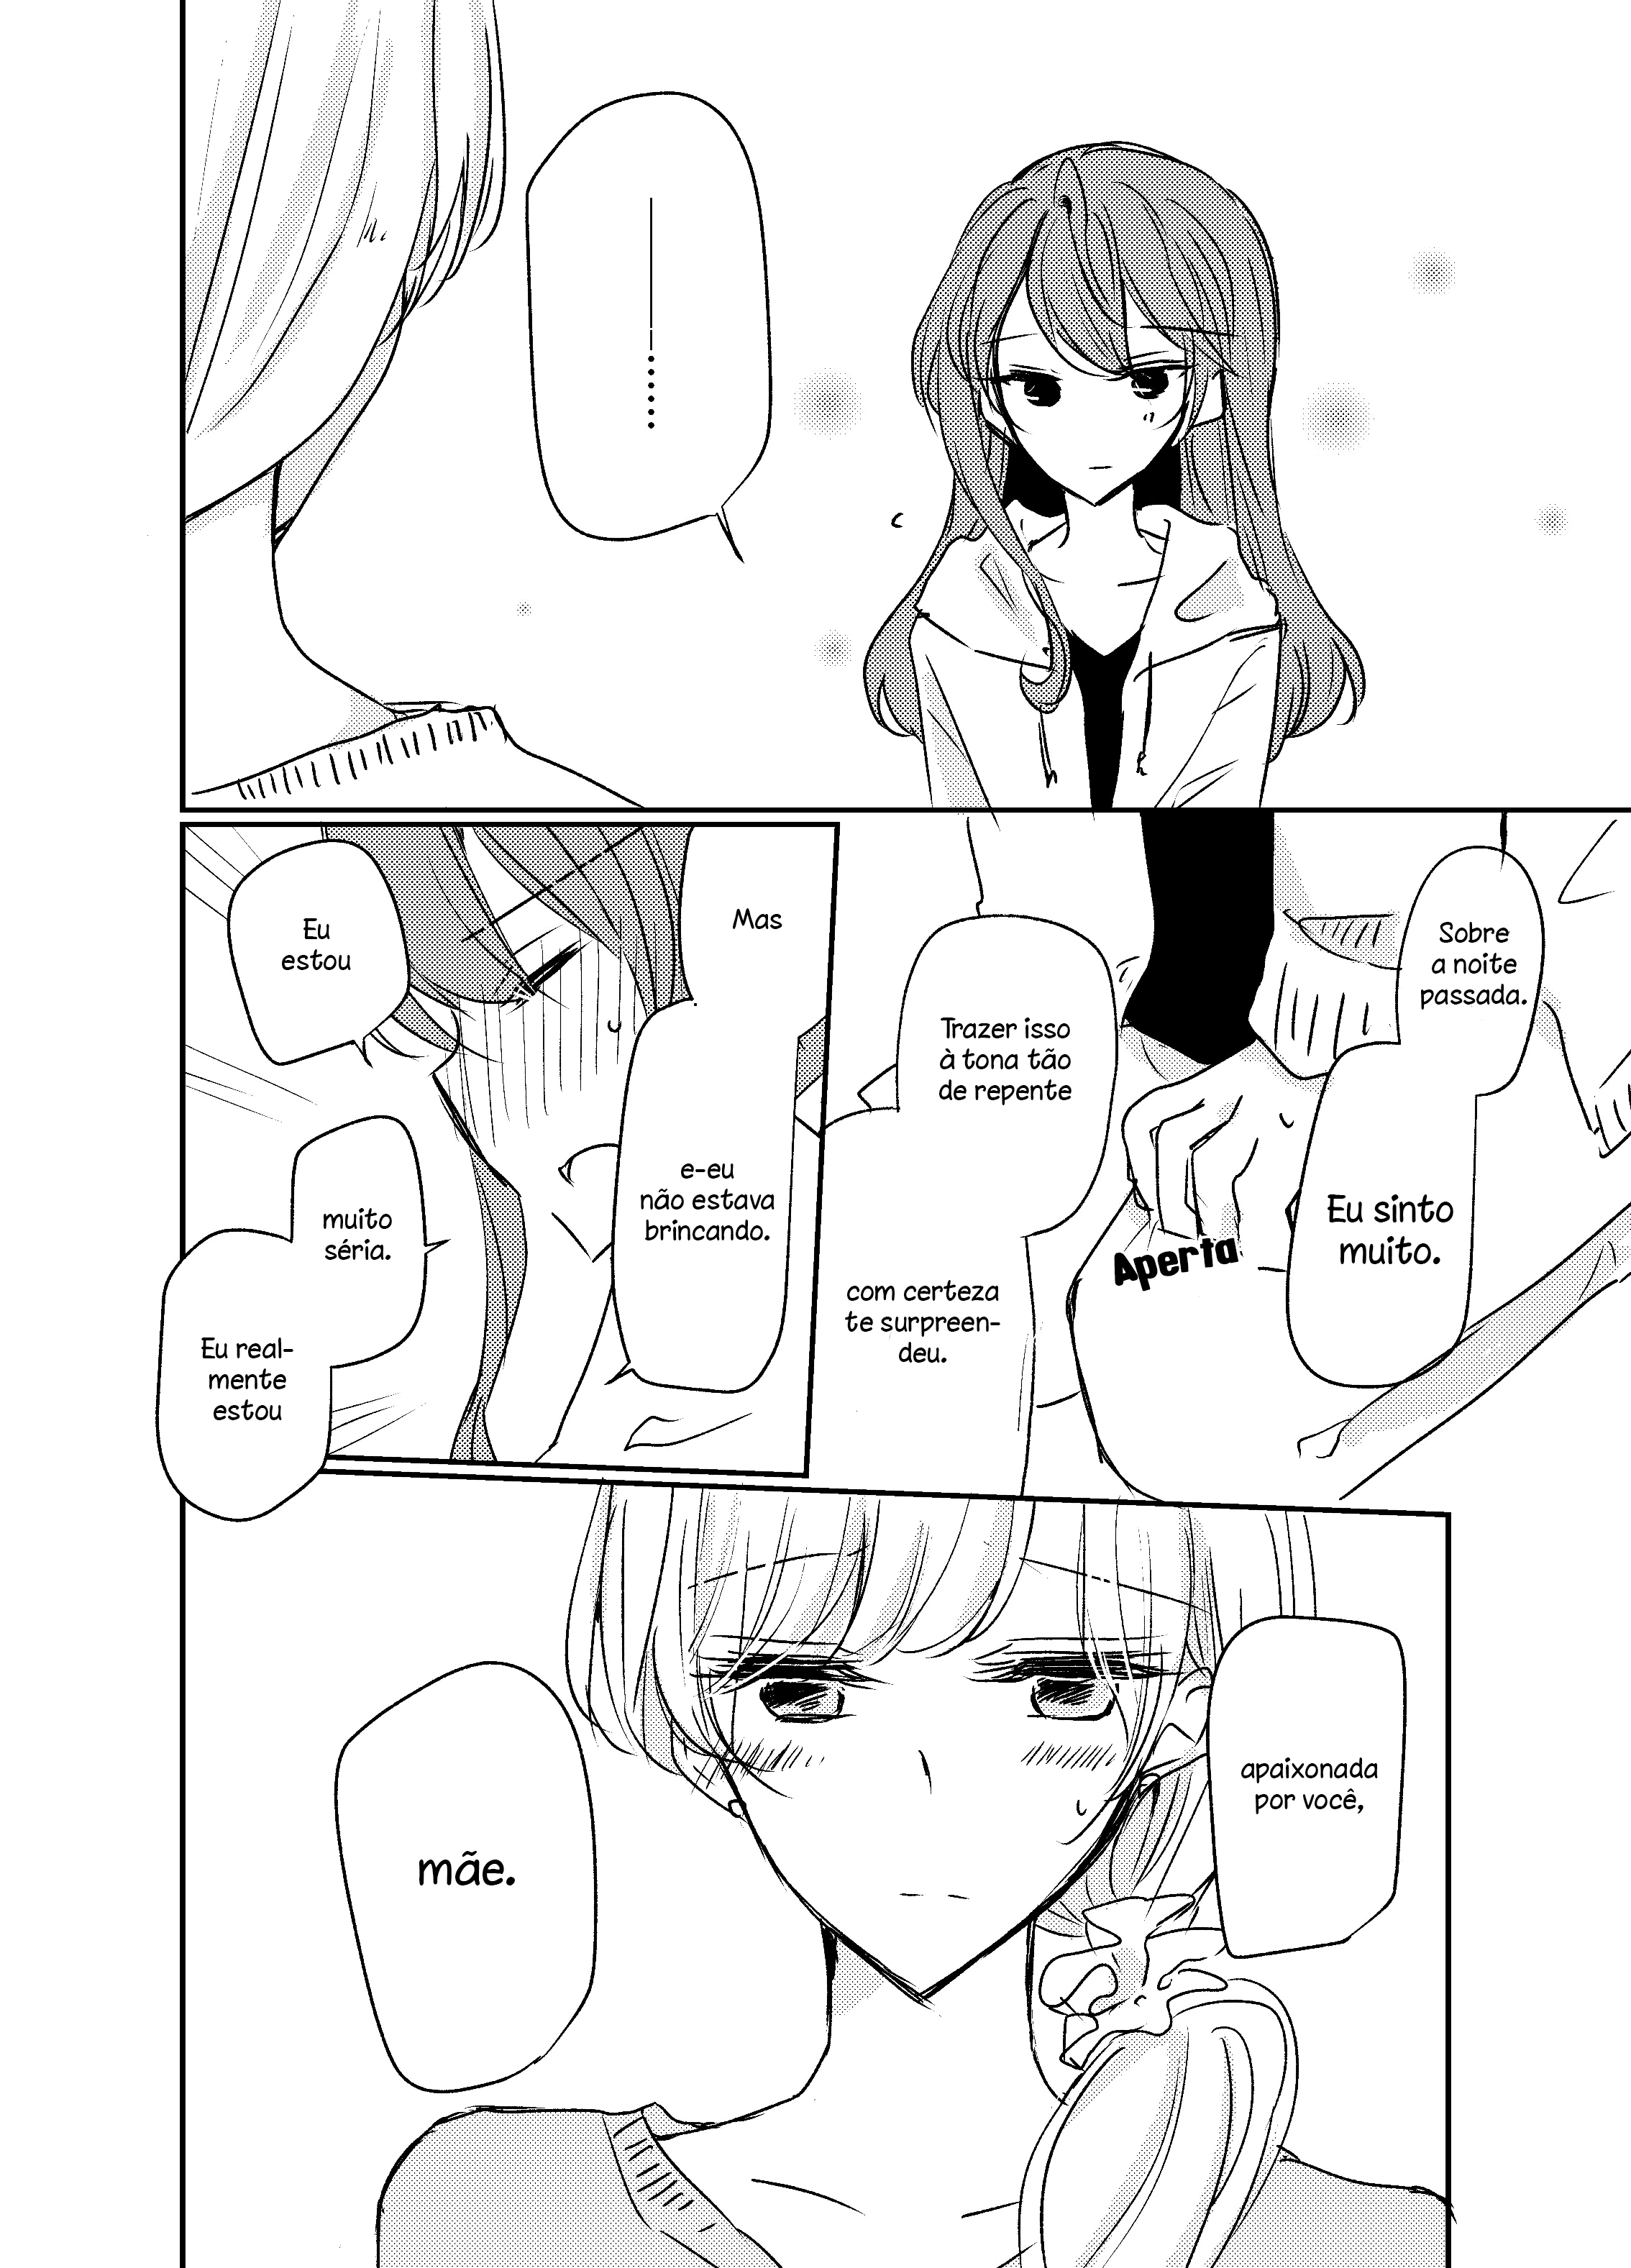 Sobre
a noite
passada.
Eu sinto
muito.
Aperta
Trazer isso
à tona tão
de repente
com certeza
te surpreen-
deu.
Mas
e-eu
não estava
brincando.
Eu
estou
muito
séria.
Eu real-
mente
estou
apaixonada
por você,
mãe.